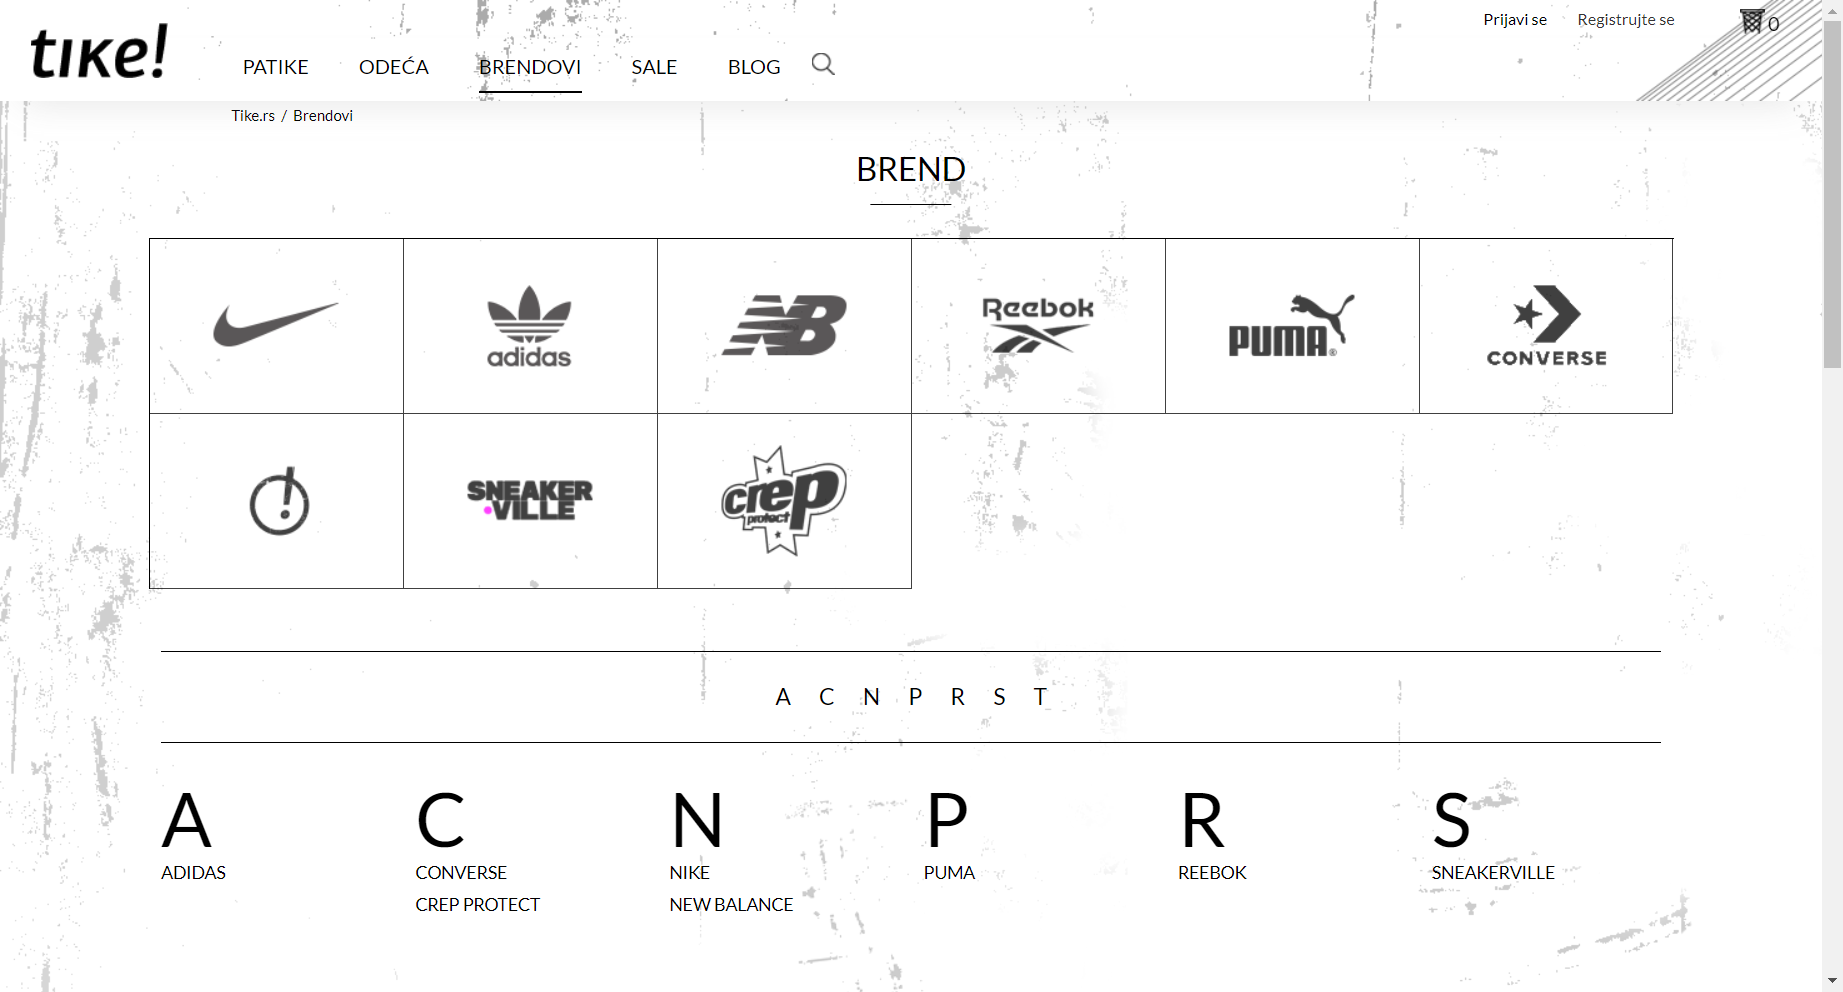 Prijavi se Registrujte se 0
tike!
PATIKE ODEĆA BRENDOVI SALE BLOG
Tike.rs / Brendovi
BREND
adidas
NB
Reebok
PUMA®
CONVERSE
SNEAKER
VILLE
crep
protect
A C N P R S T
A C N P R S
ADIDAS CONVERSE NIKE PUMA REEBOK SNEAKERVILLE
CREP PROTECT NEW BALANCE